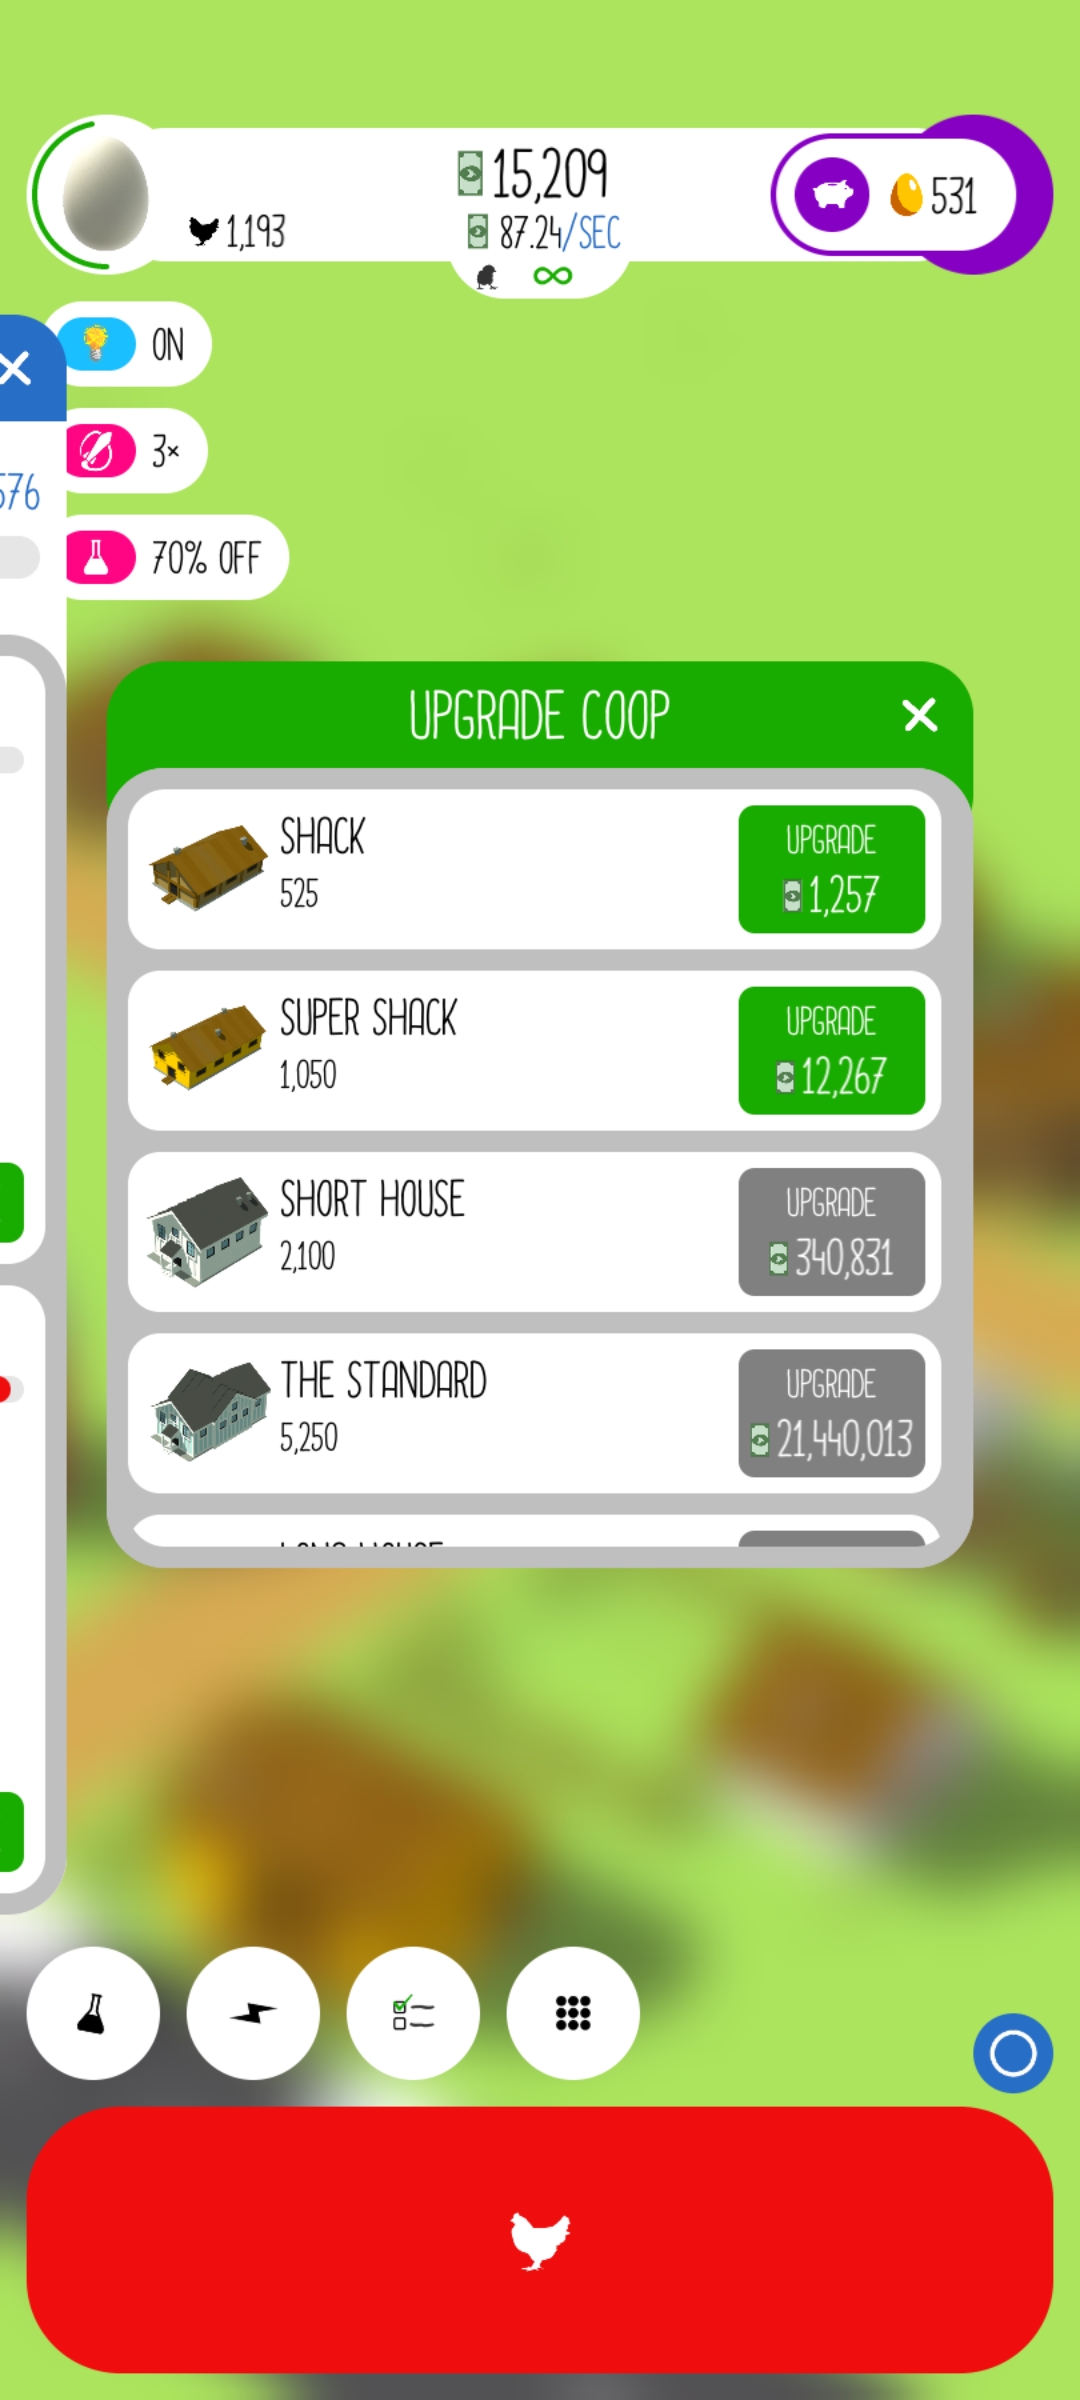 15,209
1,193
87.24/SEC
531
ON
3×
576
70% OFF
UPGRADE COOP
SHACK
525
UPGRADE
1,257
SUPER SHACK
1,050
UPGRADE
12,267
SHORT HOUSE
2,100
UPGRADE
340,831
THE STANDARD
5,250
UPGRADE
21,440,013